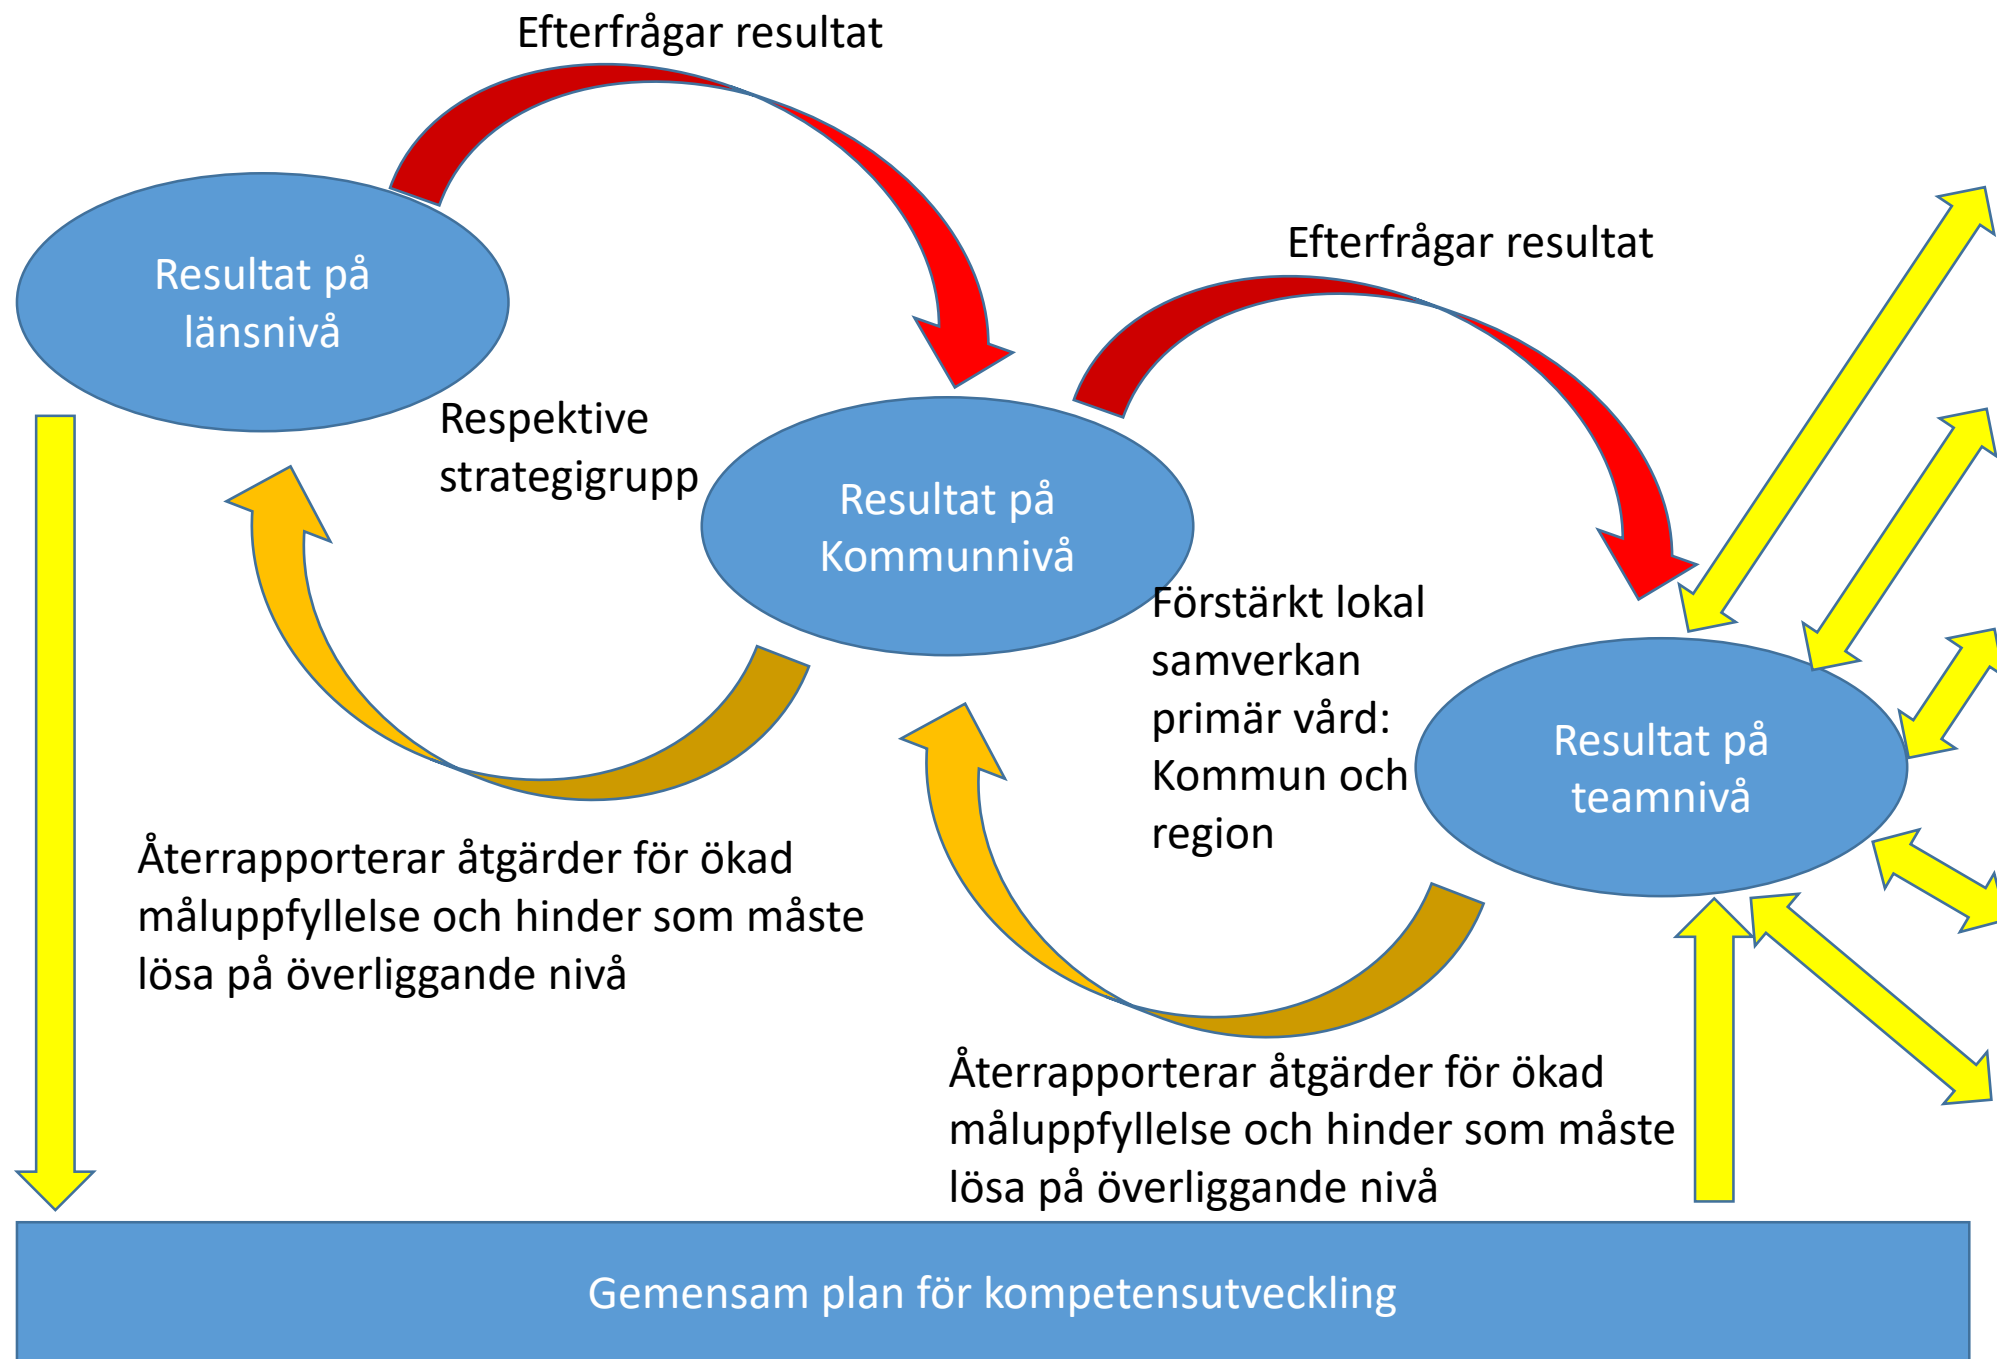 Efterfrågar resultat
Efterfrågar resultat
Resultat på
länsnivå
Respektive
strategigrupp
Resultat på
Kommunnivå
Förstärkt lokal
samverkan
primär vård:
Kommun och
region
Resultat på
teamnivå
Återrapporterar åtgärder för ökad
måluppfyllelse och hinder som måste
lösa på överliggande nivå
Återrapporterar åtgärder för ökad
måluppfyllelse och hinder som måste
lösa på överliggande nivå
Gemensam plan för kompetensutveckling